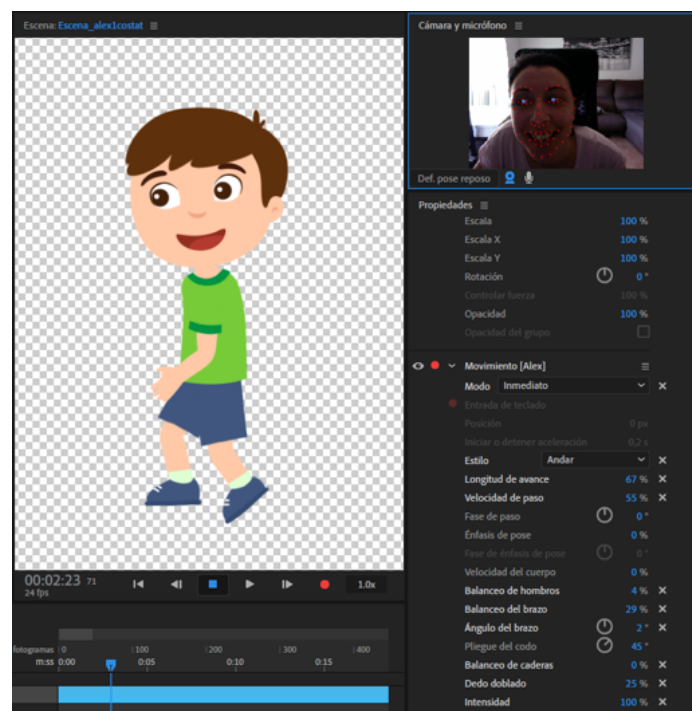 Escena: Escena_alex1costat
Cámara y micrófono
Def. pose reposo
Propiedades
Escala 100 %
Escala X 100 %
Escala Y 100 %
Rotación 0 °
Controlar fuerza 100 %
Opacidad 100 %
Opacidad del grupo
Movimiento [Alex]
Modo Inmediato
Entrada de teclado
Posición 0 px
Iniciar o detener aceleración 0,2 s
Estilo Andar
Longitud de avance 67 %
Velocidad de paso 55 %
Fase de paso 0 °
Énfasis de pose 0 %
Fase de énfasis de pose 0 °
Velocidad del cuerpo 0 %
Balanceo de hombros 4 %
Balanceo del brazo 29 %
Ángulo del brazo 2 °
Pliegue del codo 45 °
Balanceo de caderas 0 %
Dedo doblado 25 %
Intensidad 100 %
00:02:23 71
24 fps
1.0x
fotogramas 0 100 200 300 400
m:ss 0:00 0:05 0:10 0:15